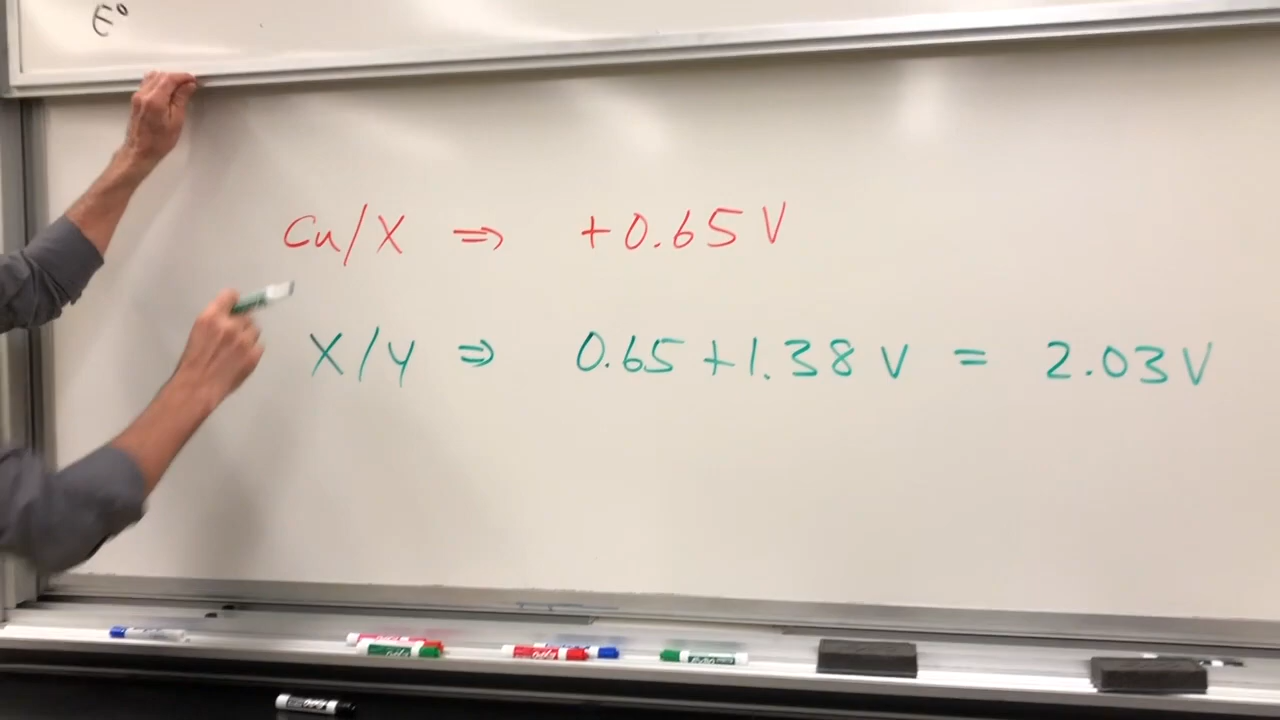 E°
Cu/X ⇒ +0.65 V
X/Y ⇒ 0.65 + 1.38 V = 2.03 V